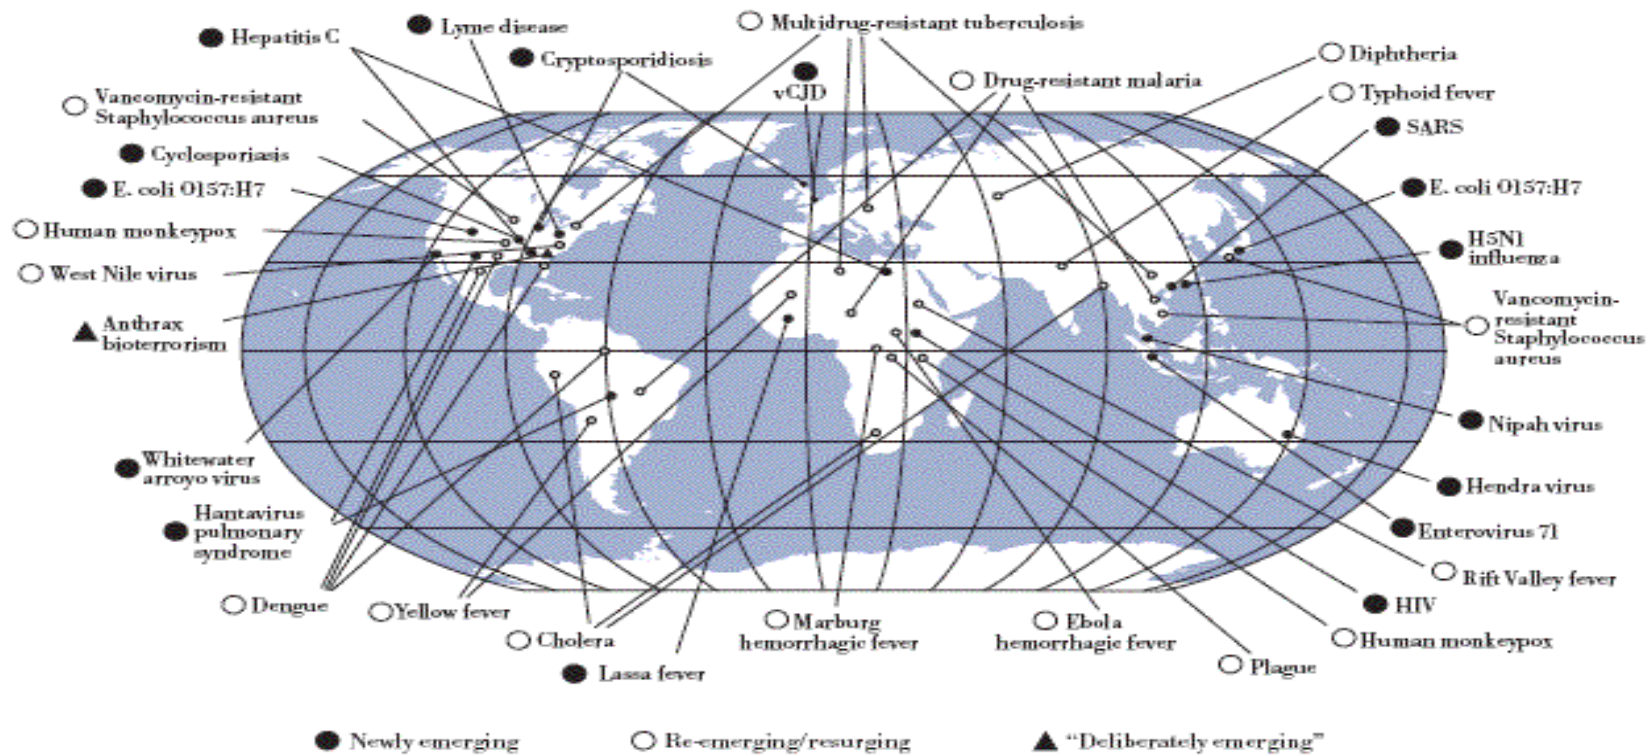 Hepatitis C
Lyme disease
Cryptosporidiosis
Multidrug-resistant tuberculosis
vCJD
Drug-resistant malaria
Diphtheria
Typhoid fever
SARS
Vancomycin-resistant
Staphylococcus aureus
Cyclosporiasis
E. coli O157:H7
Human monkeypox
West Nile virus
Anthrax
bioterrorism
E. coli O157:H7
H5N1
influenza
Vancomycin-
resistant
Staphylococcus
aureus
Nipah virus
Hendra virus
Enterovirus 71
Rift Valley fever
HIV
Human monkeypox
Plague
Ebola
hemorrhagic fever
Marburg
hemorrhagic fever
Lassa fever
Cholera
Yellow fever
Dengue
Hantavirus
pulmonary
syndrome
Whitewater
arroyo virus
Newly emerging
Re-emerging/resurging
"Deliberately emerging"